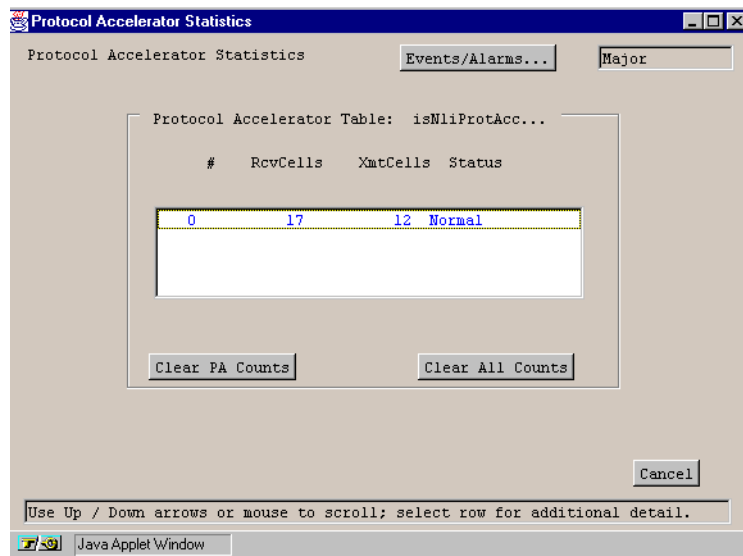 Protocol Accelerator Statistics
Protocol Accelerator Statistics Events/Alarms... Major
Protocol Accelerator Table: isNliProtAcc...
# RcvCells XmtCells Status
0 17 12 Normal
Clear PA Counts Clear All Counts
Cancel
Use Up / Down arrows or mouse to scroll; select row for additional detail.
Java Applet Window